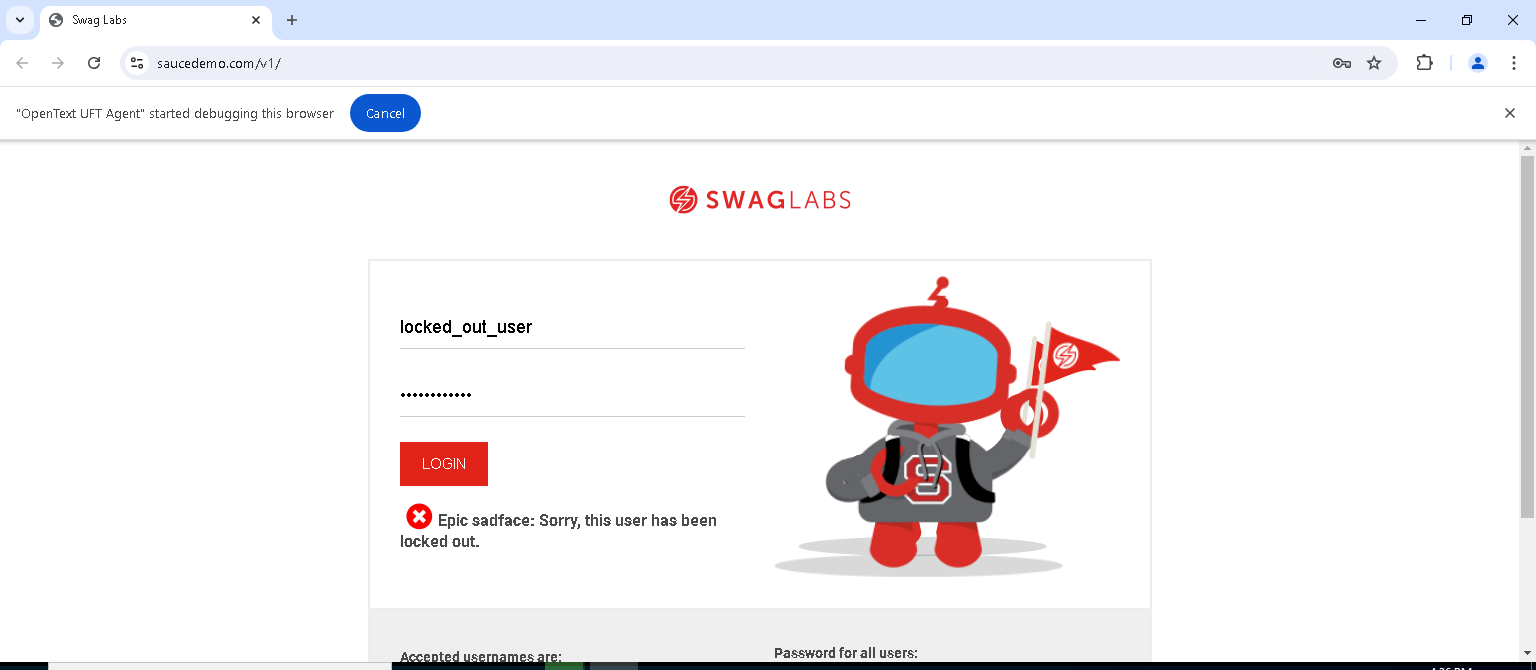 Swag Labs
saucedemo.com/v1/
"OpenText UFT Agent" started debugging this browser
Cancel
SWAGLABS
locked_out_user
••••••••••••
LOGIN
S
Epic sadface: Sorry, this user has been
locked out.
Accepted usernames are:
Password for all users: